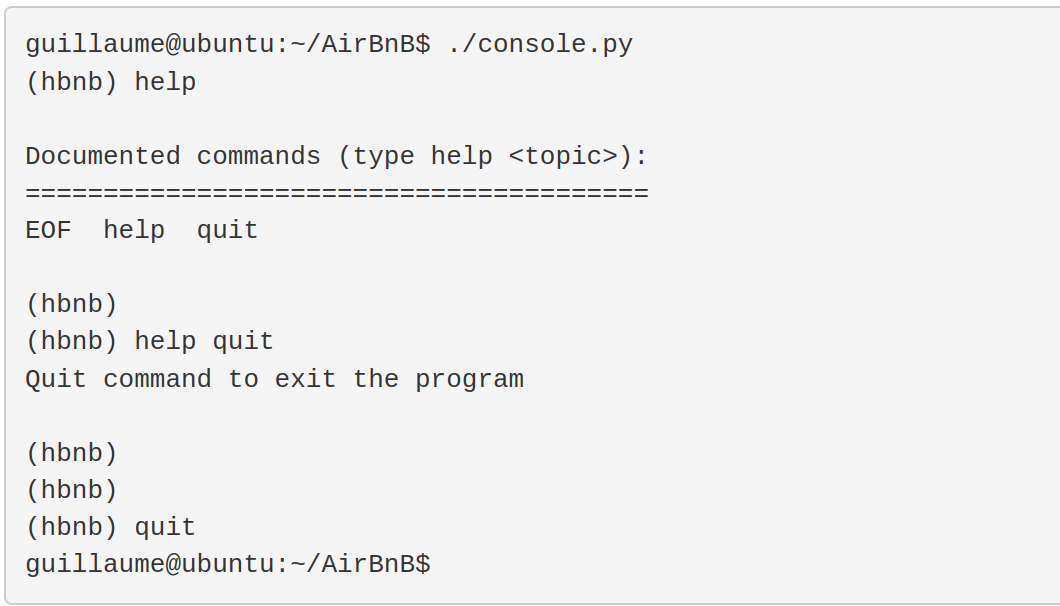 guillaume@ubuntu:~/AirBnB$ ./console.py
(hbnb) help
Documented commands (type help <topic>):
========================================
EOF  help  quit
(hbnb)
(hbnb) help quit
Quit command to exit the program
(hbnb)
(hbnb)
(hbnb) quit
guillaume@ubuntu:~/AirBnB$